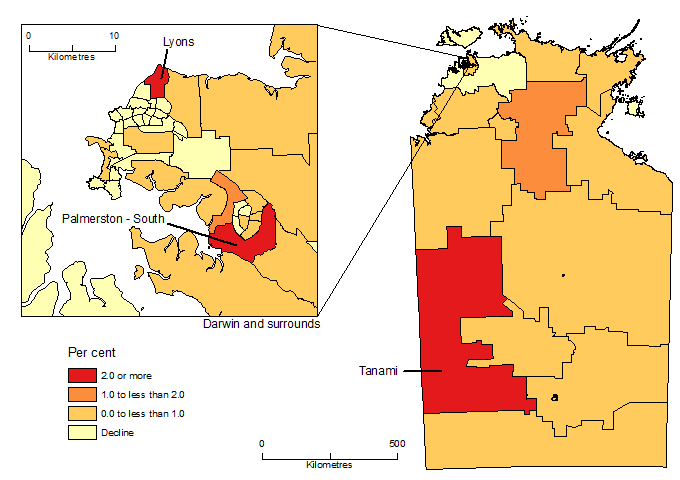 0 10
Kilometres
Lyons
Palmerston - South
Darwin and surrounds
Per cent
2.0 or more
1.0 to less than 2.0
0.0 to less than 1.0
Decline
Tanami
0 500
Kilometres